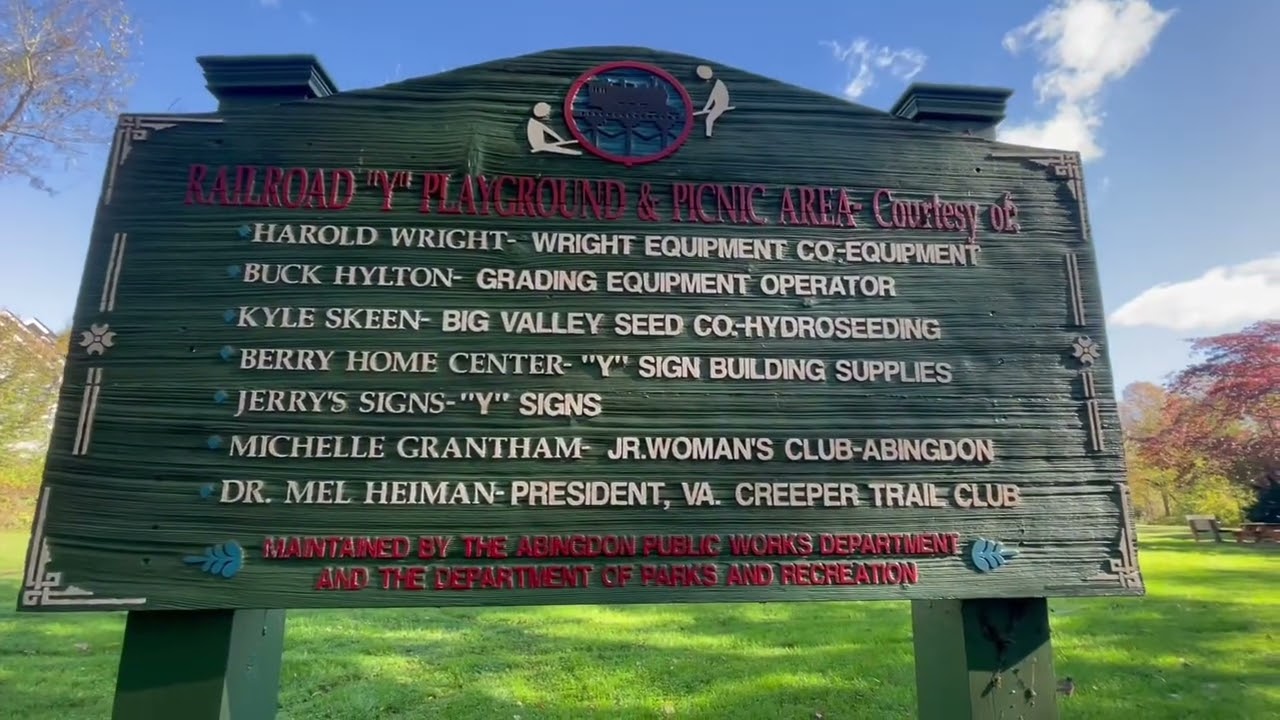 RAILROAD "Y" PLAYGROUND & PICNIC AREA- Courtesy of:
HAROLD WRIGHT- WRIGHT EQUIPMENT CO-EQUIPMENT
BUCK HYLTON- GRADING EQUIPMENT OPERATOR
KYLE SKEEN- BIG VALLEY SEED CO.-HYDROSEEDING
BERRY HOME CENTER- "Y" SIGN BUILDING SUPPLIES
JERRY'S SIGNS-"Y" SIGNS
MICHELLE GRANTHAM- JR.WOMAN'S CLUB-ABINGDON
DR. MEL HEIMAN- PRESIDENT, VA. CREEPER TRAIL CLUB
MAINTAINED BY THE ABINGDON PUBLIC WORKS DEPARTMENT
AND THE DEPARTMENT OF PARKS AND RECREATION